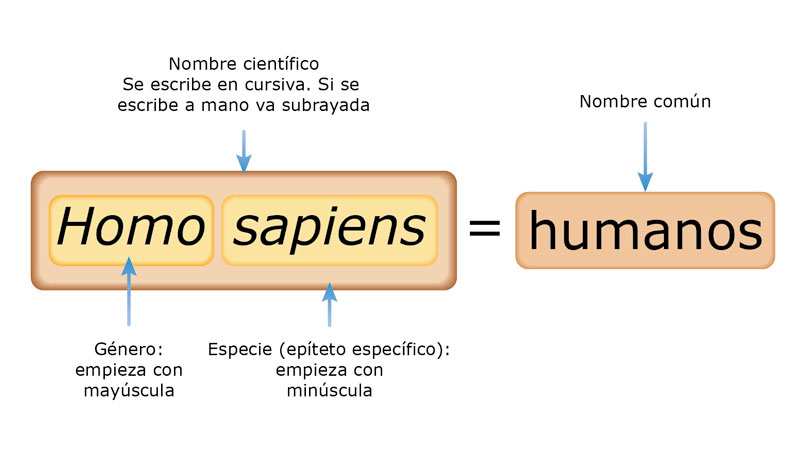 Nombre científico
Se escribe en cursiva. Si se
escribe a mano va subrayada
Nombre común
Homo sapiens = humanos
Género:
empieza con
mayúscula
Especie (epíteto específico):
empieza con
minúscula